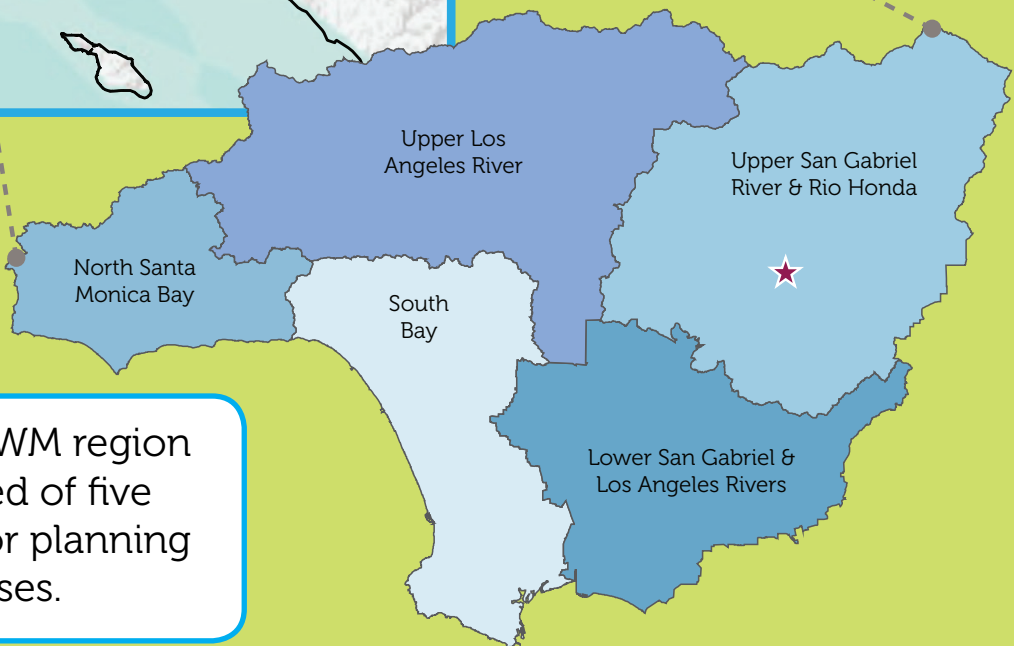 Upper Los
Angeles River
Upper San Gabriel
River & Rio Honda
North Santa
Monica Bay
South
Bay
Lower San Gabriel &
Los Angeles Rivers
WM region
ed of five
or planning
ses.